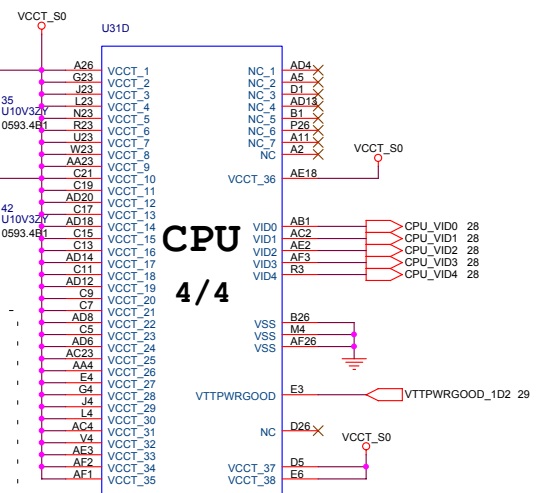 VCCT_S0
U31D
A26 VCCT_1 NC_1 AD4
G23 VCCT_2 NC_2 A5
J23 VCCT_3 NC_3 D1
35 L23 VCCT_4 NC_4 AD13
U10V3ZY N23 VCCT_5 NC_5 B1
0593.4B1 R23 VCCT_6 NC_6 P26
U23 VCCT_7 NC_7 A11
W23 VCCT_8 NC A2
VCCT_S0
AA23 VCCT_9
C21 VCCT_10 VCCT_36 AE18
C19 VCCT_11
AD20 VCCT_12
42 C17 VCCT_13
U10V3ZY AD18 VCCT_14 VID0 AB1 CPU_VID0 28
0593.4B1 C15 VCCT_15 VID1 AC2 CPU_VID1 28
C13 VCCT_16 VID2 AE2 CPU_VID2 28
AD14 VCCT_17 VID3 AF3 CPU_VID3 28
C11 VCCT_18 VID4 R3 CPU_VID4 28
CPU
4/4
AD12 VCCT_19
C9 VCCT_20
C7 VCCT_21
AD8 VCCT_22 VSS B26
C5 VCCT_23 VSS M4
AD6 VCCT_24 VSS AF26
AC23 VCCT_25
AA4 VCCT_26
E4 VCCT_27
G4 VCCT_28 VTTPWRGOOD E3 VTTPWRGOOD_1D2 29
J4 VCCT_29
L4 VCCT_30
AC4 VCCT_31 NC D26
V4 VCCT_32
VCCT_S0
AE3 VCCT_33
AF2 VCCT_34 VCCT_37 D5
AF1 VCCT_35 VCCT_38 E6